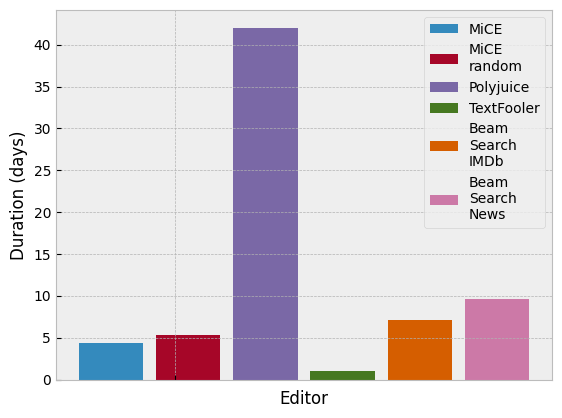 40
35
30
25
20
15
10
5
0
Duration (days)
Editor
MiCE
MiCE
random
Polyjuice
TextFooler
Beam
Search
IMDb
Beam
Search
News